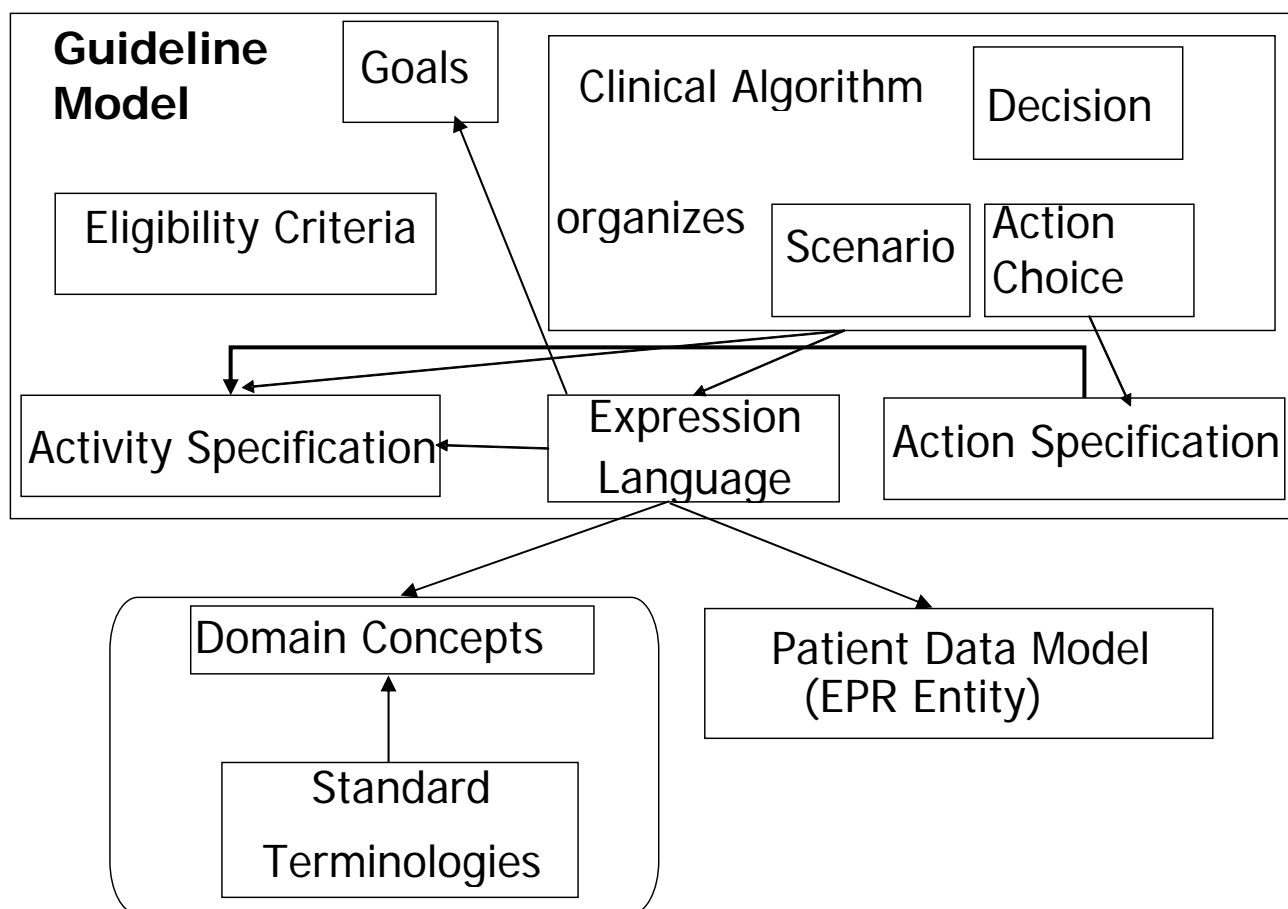 Guideline
Model
Goals
Clinical Algorithm
Decision
Eligibility Criteria
organizes
Scenario
Action
Choice
Activity Specification
Expression
Language
Action Specification
Domain Concepts
Patient Data Model
(EPR Entity)
Standard
Terminologies